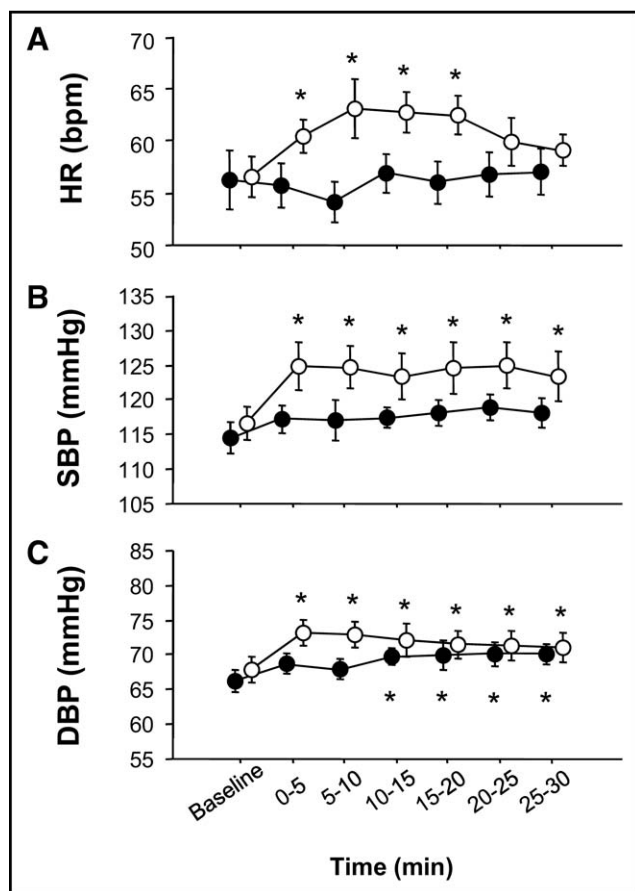 A
HR (bpm)
70
65
60
55
50
* * * *
B
SBP (mmHg)
135
130
125
120
115
110
105
* * * * * *
C
DBP (mmHg)
85
80
75
70
65
60
55
* * * * * *
* * * *
Baseline 0-5 5-10 10-15 15-20 20-25 25-30
Time (min)